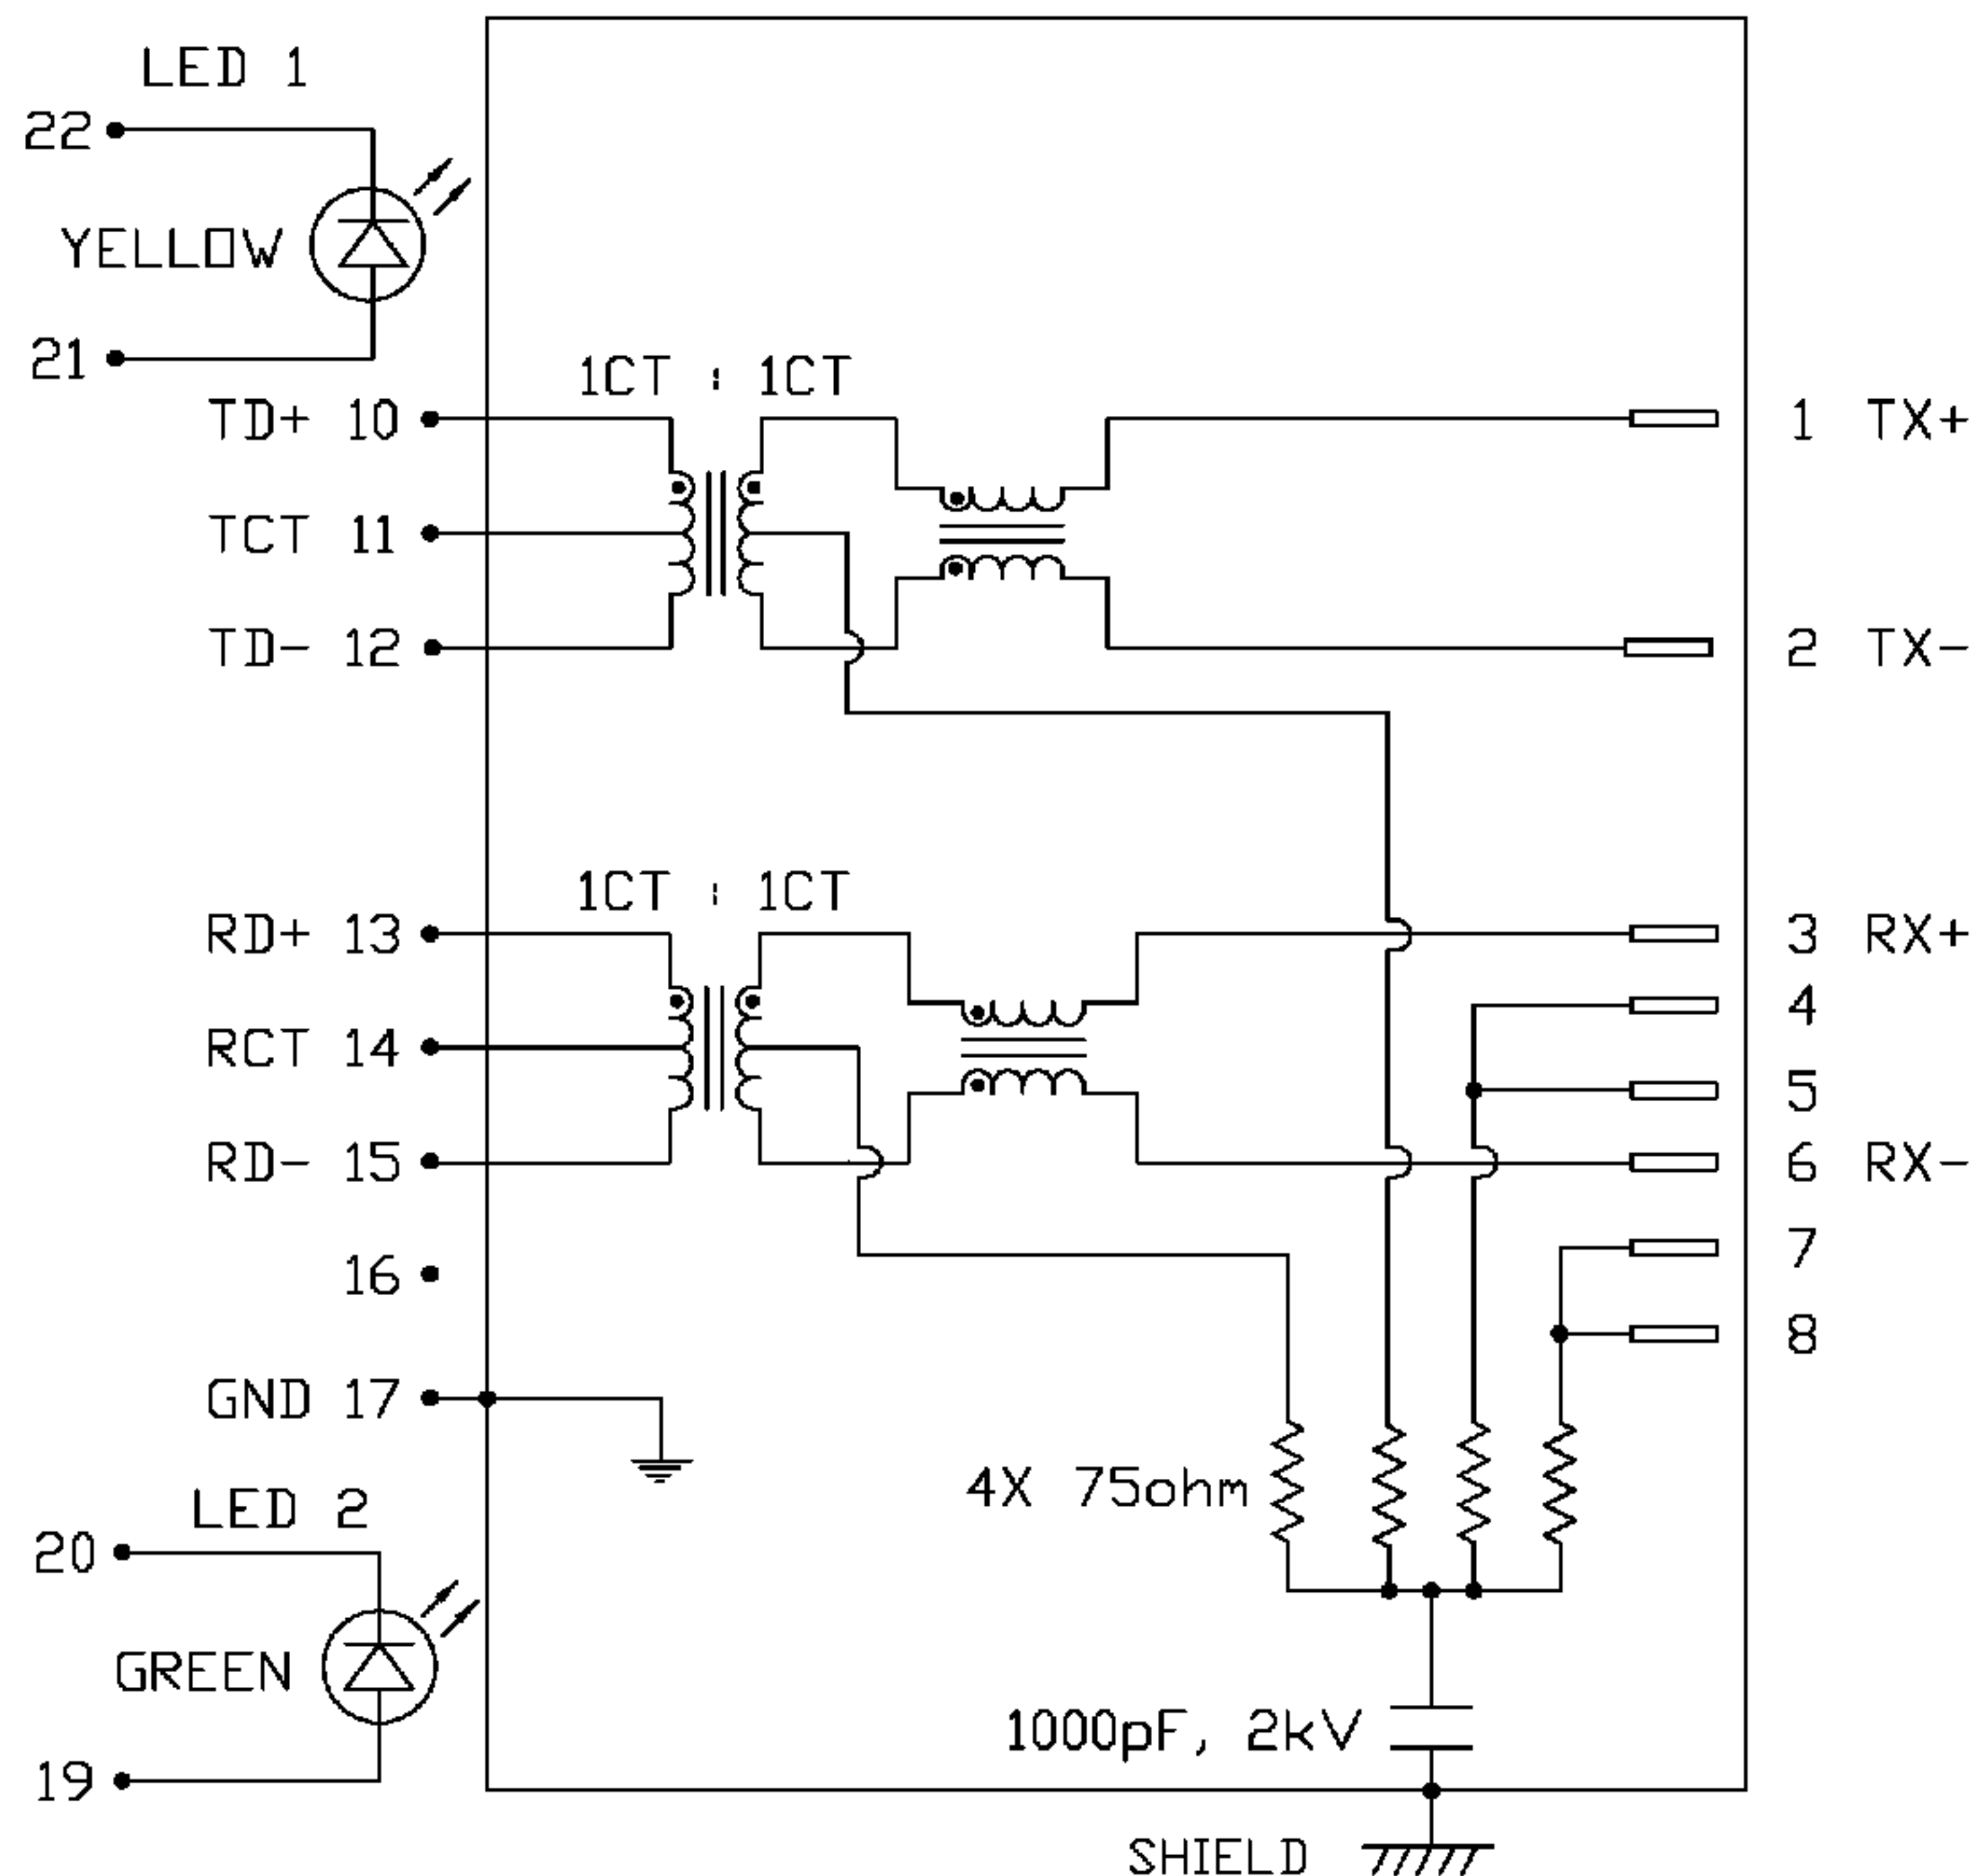 LED 1
22
YELLOW
21
1CT : 1CT
TD+ 10
1 TX+
TCT 11
TD- 12
2 TX-
1CT : 1CT
RD+ 13
3 RX+
4
RCT 14
5
RD- 15
6 RX-
7
16
8
GND 17
4X 75ohm
LED 2
20
GREEN
1000pF, 2kV
19
SHIELD